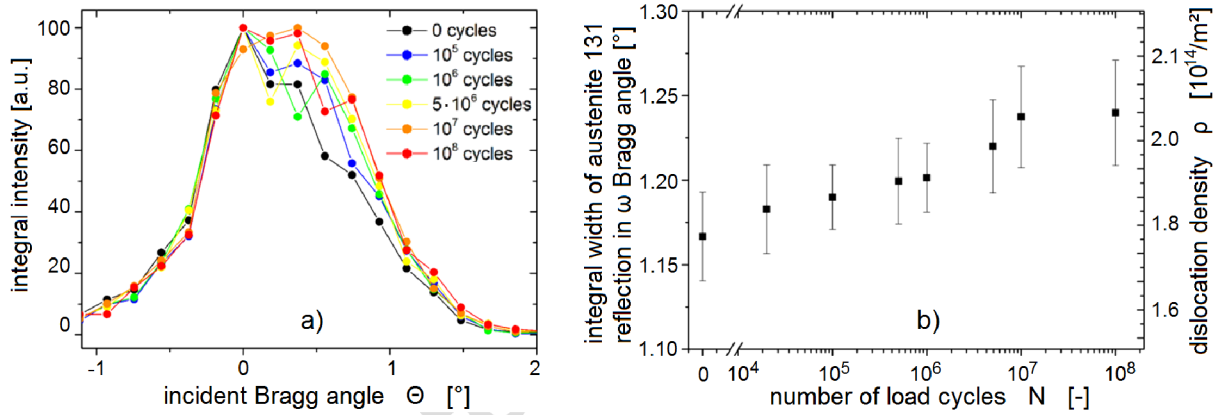 integral intensity [a.u.]
100
80
60
40
20
0
0 cycles
10⁵ cycles
10⁶ cycles
5·10⁶ cycles
10⁷ cycles
10⁸ cycles
a)
-1
0
1
2
incident Bragg angle Θ [°]
integral width of austenite 131
reflection in ω Bragg angle [°]
1.30
1.25
1.20
1.15
1.10
b)
0
10⁴
10⁵
10⁶
10⁷
10⁸
number of load cycles N [-]
2.1
2.0
1.8
1.6
dislocation density ρ [10¹⁴/m²]